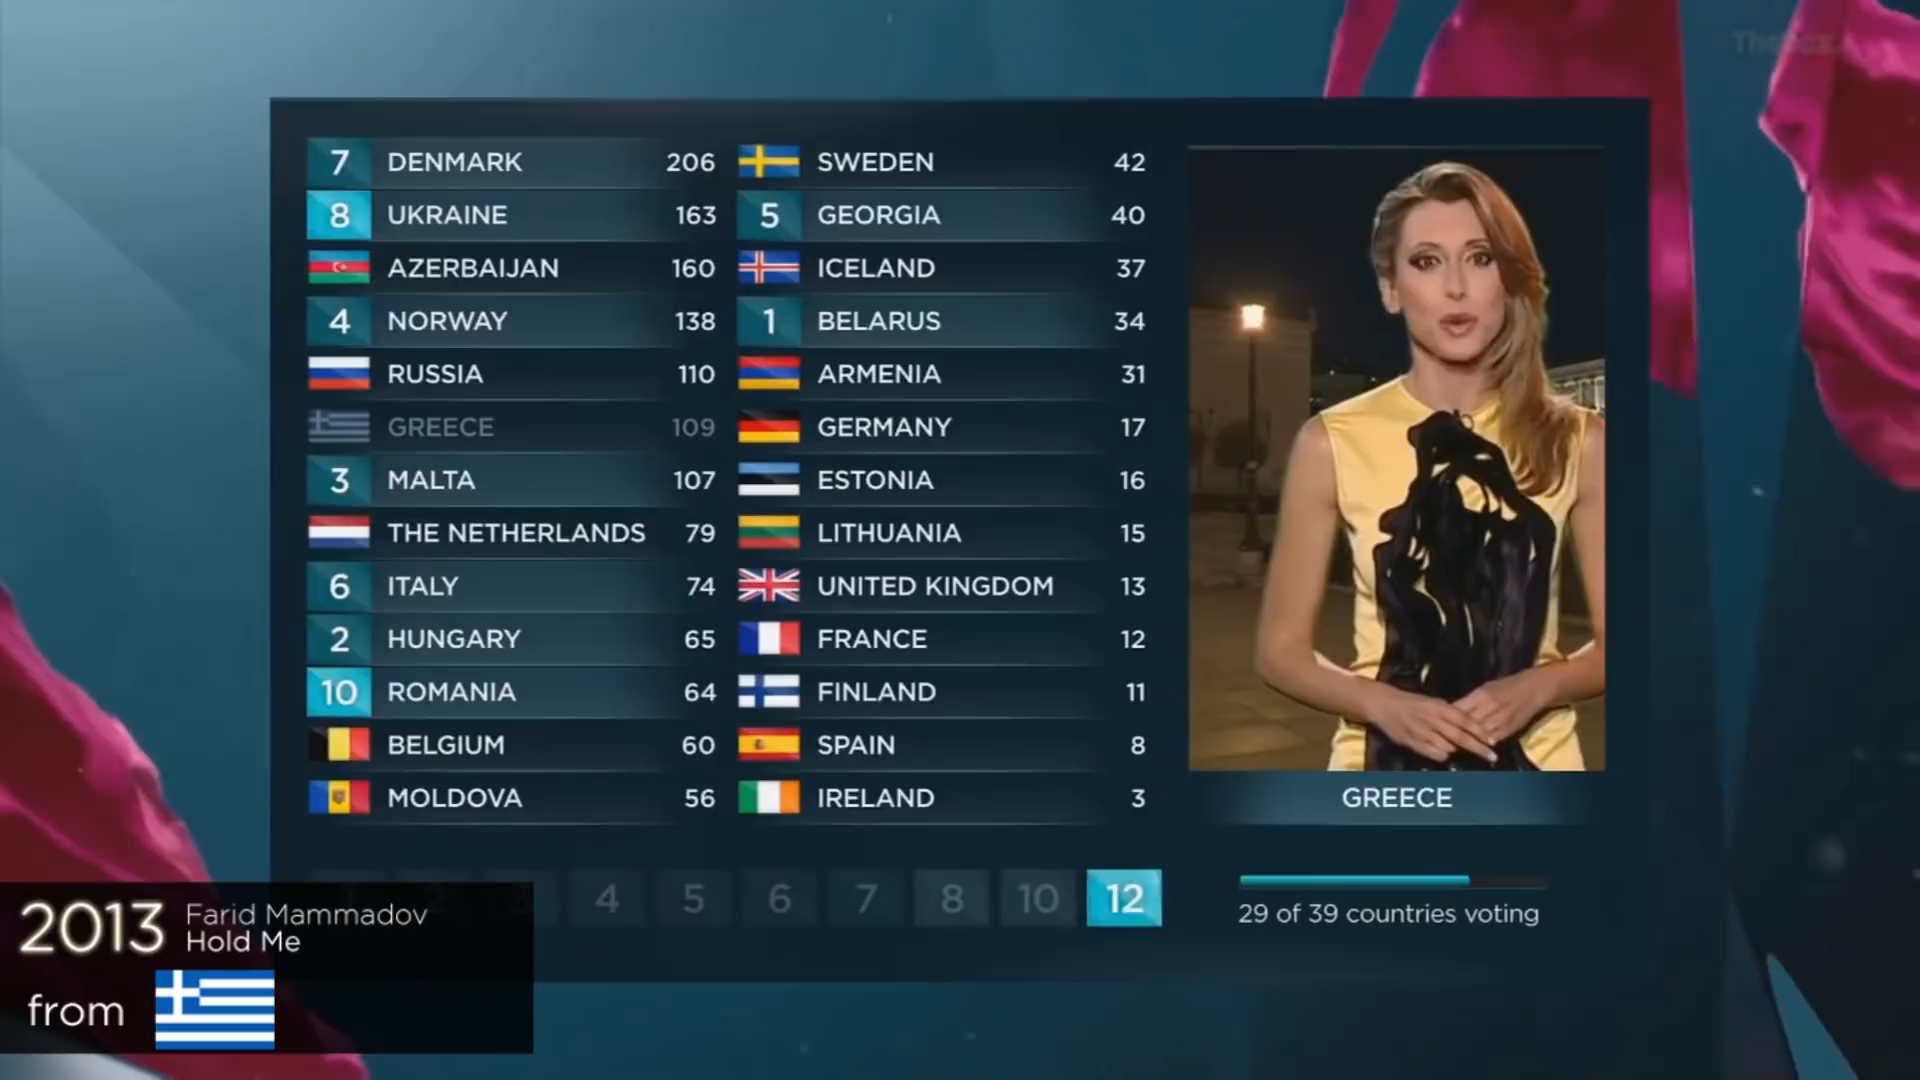 7 DENMARK 206
8 UKRAINE 163
AZERBAIJAN 160
4 NORWAY 138
RUSSIA 110
GREECE 109
3 MALTA 107
THE NETHERLANDS 79
6 ITALY 74
2 HUNGARY 65
10 ROMANIA 64
BELGIUM 60
MOLDOVA 56
SWEDEN 42
5 GEORGIA 40
ICELAND 37
1 BELARUS 34
ARMENIA 31
GERMANY 17
ESTONIA 16
LITHUANIA 15
UNITED KINGDOM 13
FRANCE 12
FINLAND 11
SPAIN 8
IRELAND 3
GREECE
1 2 3 4 5 6 7 8 10 12
29 of 39 countries voting
2013
Farid Mammadov
Hold Me
from